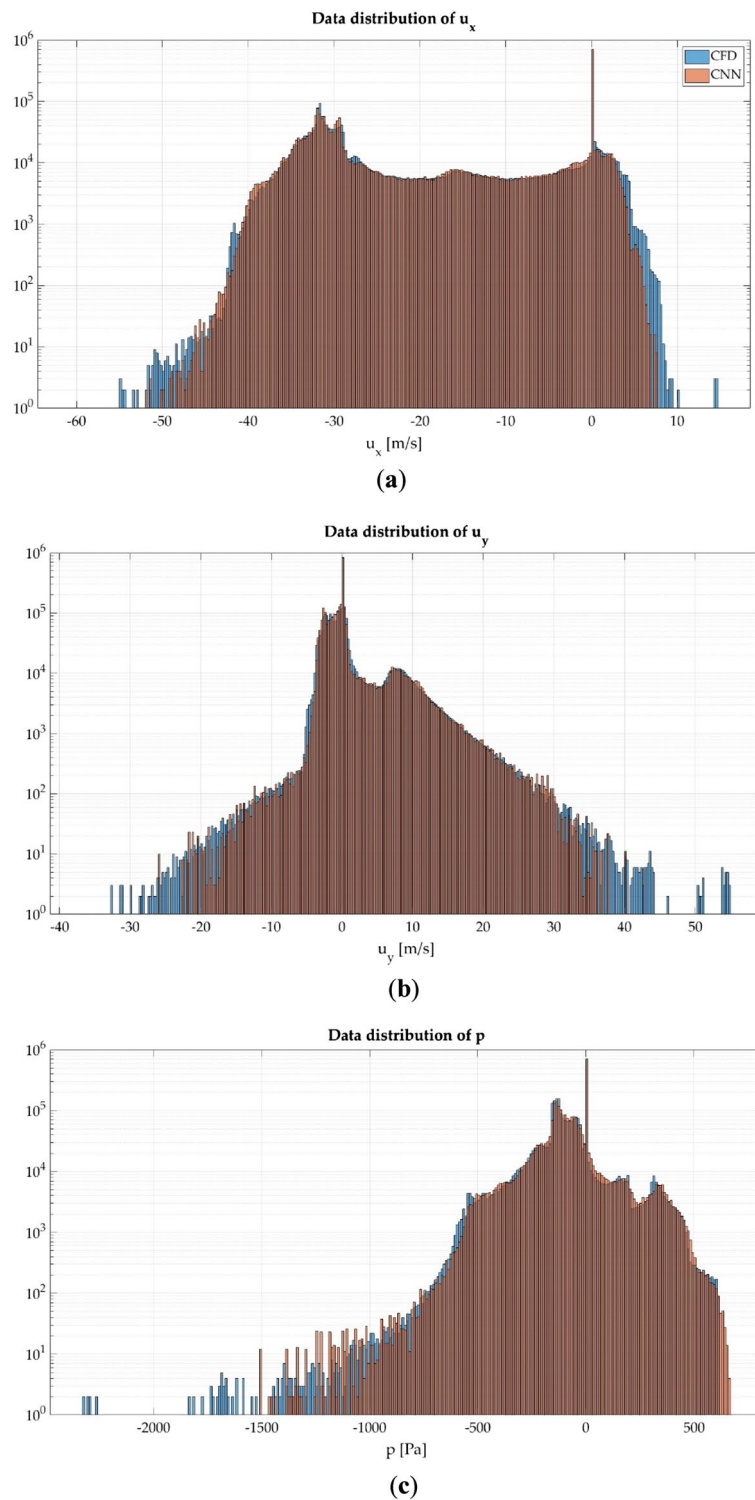 Data distribution of u_x
10^6
10^5
10^4
10^3
10^2
10^1
10^0
CFD
CNN
-60 -50 -40 -30 -20 -10 0 10
u_x [m/s]
(a)
Data distribution of u_y
10^6
10^5
10^4
10^3
10^2
10^1
10^0
-40 -30 -20 -10 0 10 20 30 40 50
u_y [m/s]
(b)
Data distribution of p
10^6
10^5
10^4
10^3
10^2
10^1
10^0
-2000 -1500 -1000 -500 0 500
p [Pa]
(c)